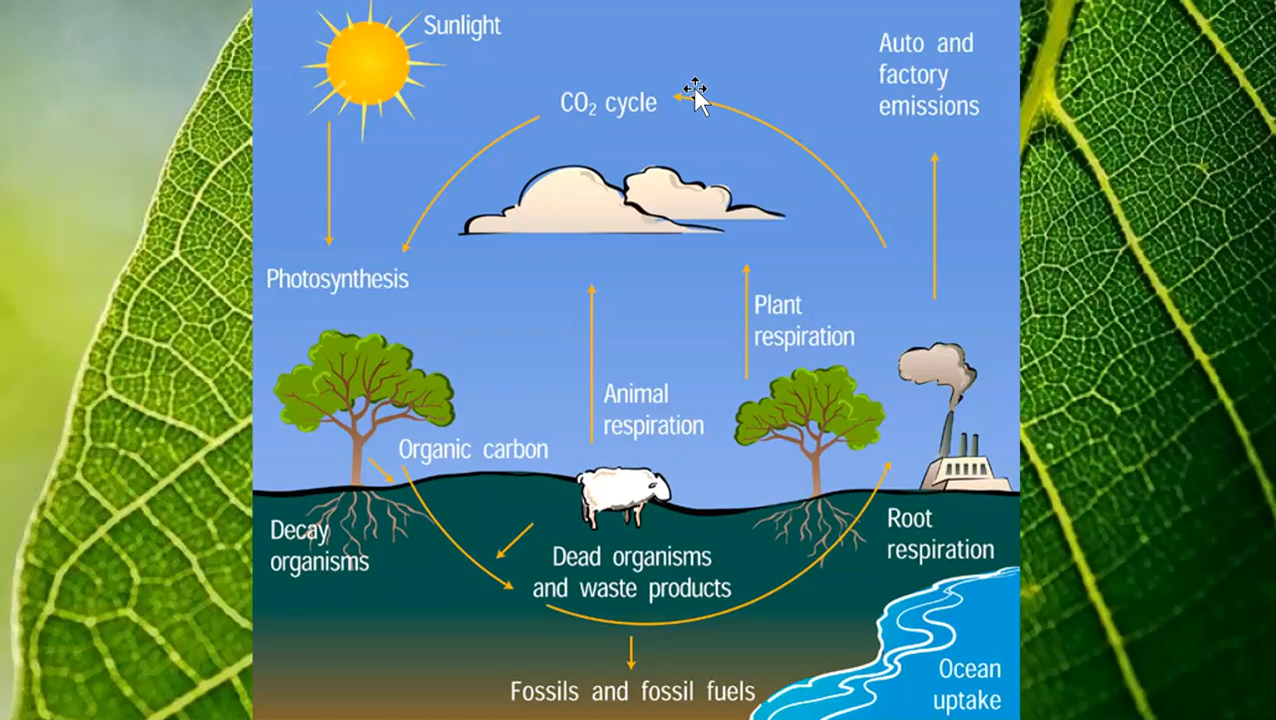 Sunlight
Auto and
factory
emissions
CO₂ cycle
Photosynthesis
Plant
respiration
Animal
respiration
Organic carbon
Decay
organisms
Root
respiration
Dead organisms
and waste products
Ocean
uptake
Fossils and fossil fuels